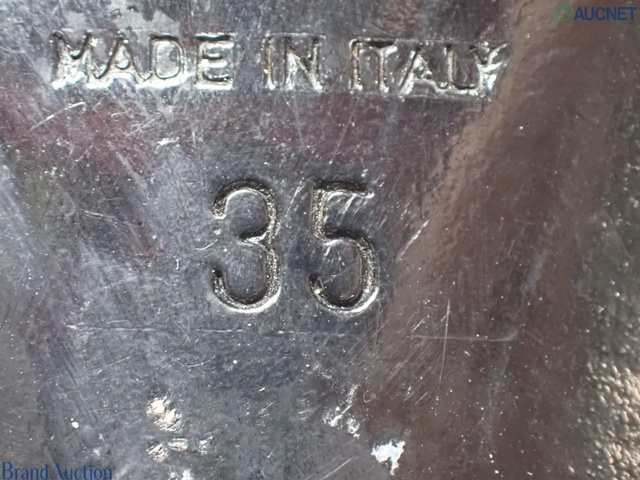 AUCNET
MADE IN ITALY
35
Brand Auction